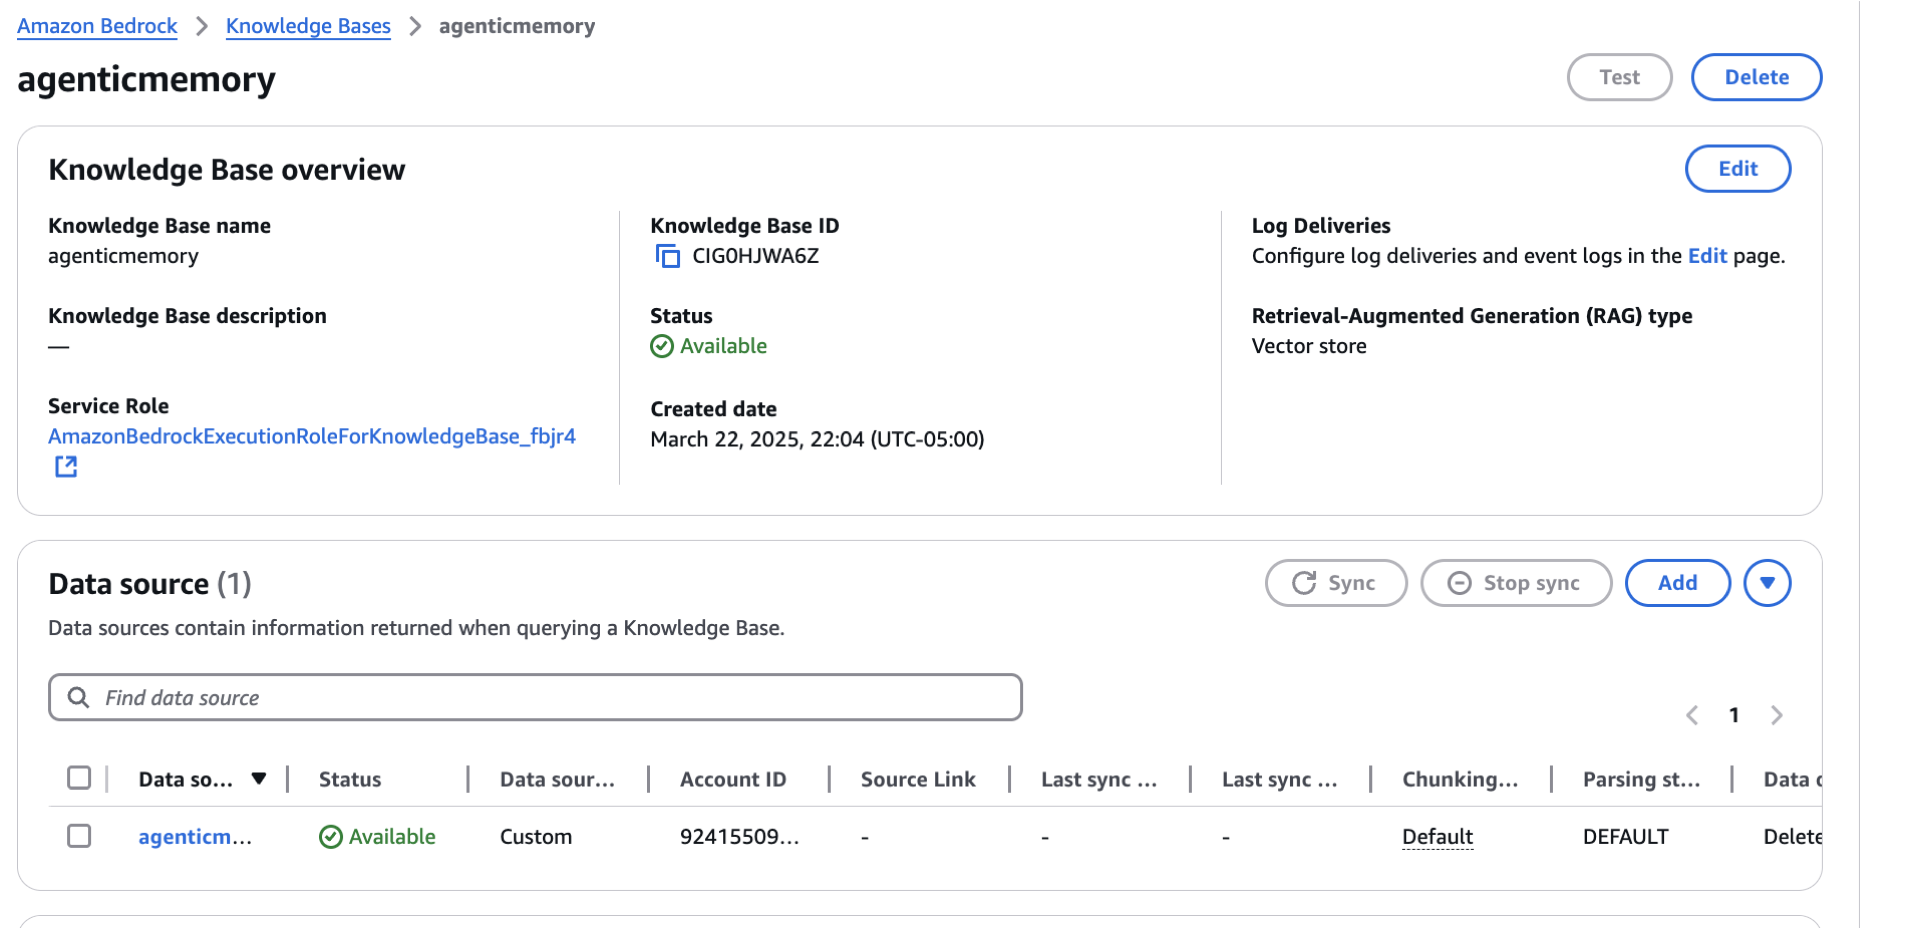 Amazon Bedrock > Knowledge Bases > agenticmemory
agenticmemory
Test
Delete
Knowledge Base overview
Edit
Knowledge Base name
agenticmemory
Knowledge Base description
—
Service Role
AmazonBedrockExecutionRoleForKnowledgeBase_fbjr4
Knowledge Base ID
CIG0HJWA6Z
Status
Available
Created date
March 22, 2025, 22:04 (UTC-05:00)
Log Deliveries
Configure log deliveries and event logs in the Edit page.
Retrieval-Augmented Generation (RAG) type
Vector store
Data source (1)
Sync
Stop sync
Add
Data sources contain information returned when querying a Knowledge Base.
Find data source
1
Data so... Status Data sour... Account ID Source Link Last sync ... Last sync ... Chunking... Parsing st... Data
agenticm... Available Custom 92415509... - - - Default DEFAULT Delete